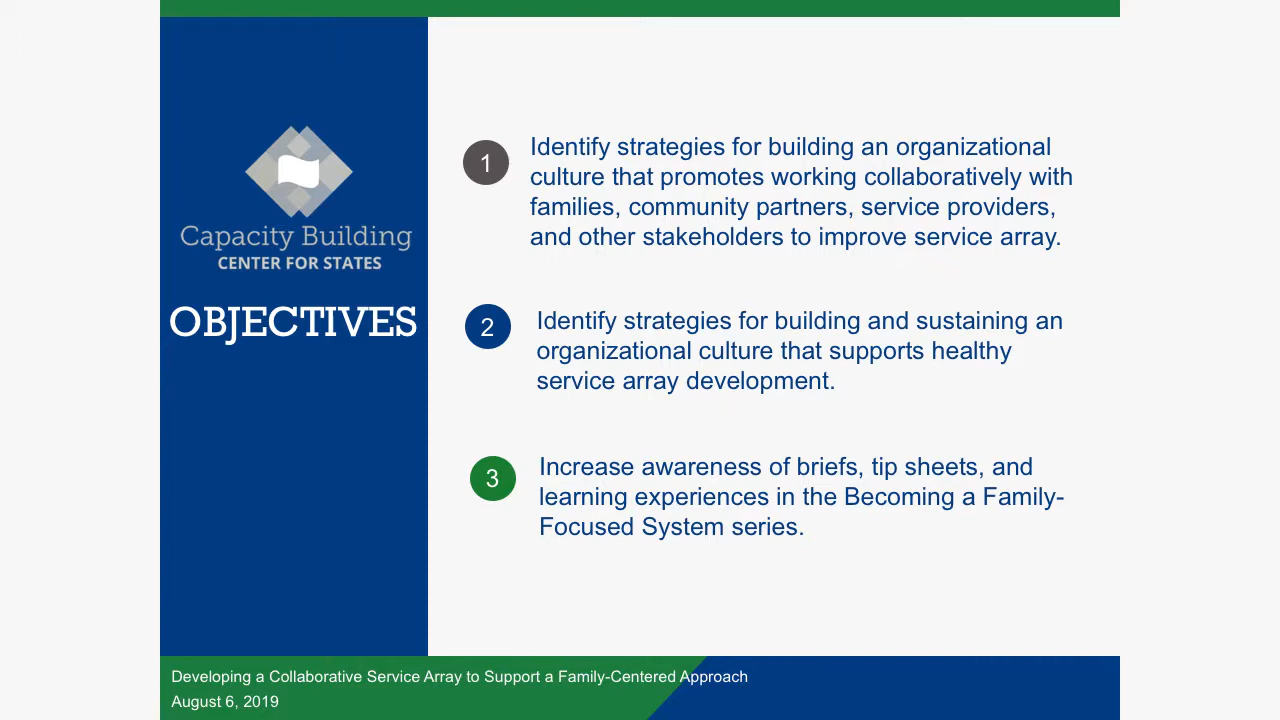 Capacity Building
CENTER FOR STATES
OBJECTIVES
1
Identify strategies for building an organizational
culture that promotes working collaboratively with
families, community partners, service providers,
and other stakeholders to improve service array.
2
Identify strategies for building and sustaining an
organizational culture that supports healthy
service array development.
3
Increase awareness of briefs, tip sheets, and
learning experiences in the Becoming a Family-
Focused System series.
Developing a Collaborative Service Array to Support a Family-Centered Approach
August 6, 2019